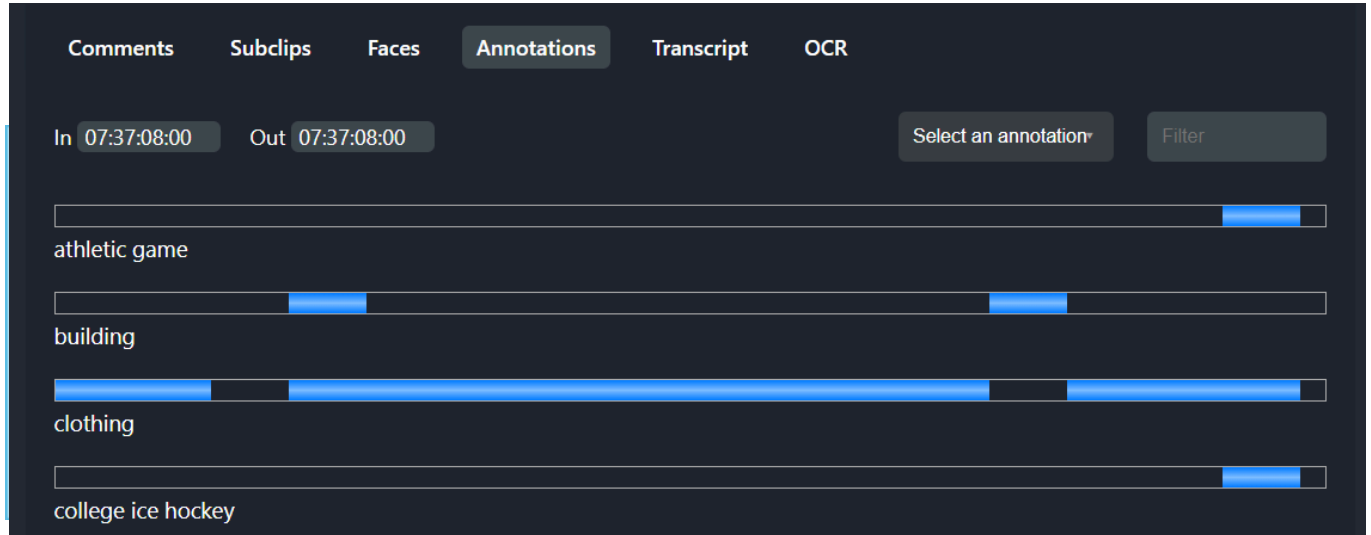 Comments Subclips Faces Annotations Transcript OCR
In 07:37:08:00 Out 07:37:08:00 Select an annotation Filter
athletic game
building
clothing
college ice hockey